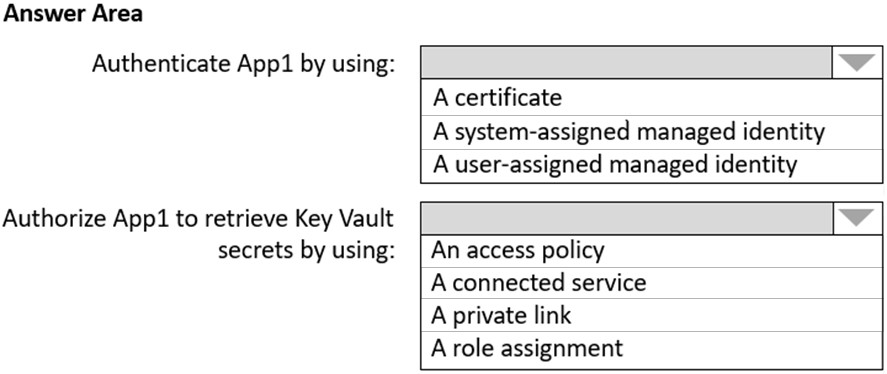 Answer Area
Authenticate App1 by using:
A certificate
A system-assigned managed identity
A user-assigned managed identity
Authorize App1 to retrieve Key Vault
secrets by using:
An access policy
A connected service
A private link
A role assignment